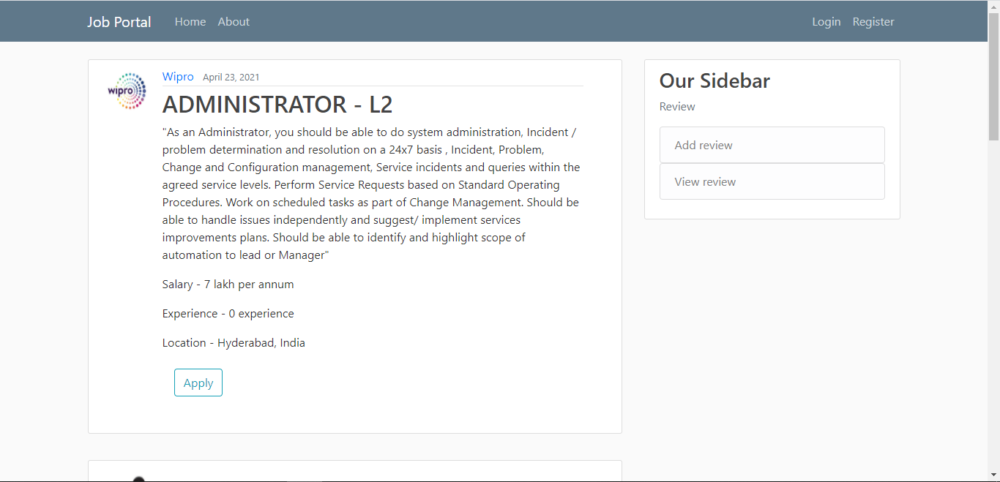 Job Portal Home About Login Register
wipro
Wipro April 23, 2021
ADMINISTRATOR - L2
"As an Administrator, you should be able to do system administration, Incident /
problem determination and resolution on a 24x7 basis , Incident, Problem,
Change and Configuration management, Service incidents and queries within the
agreed service levels. Perform Service Requests based on Standard Operating
Procedures. Work on scheduled tasks as part of Change Management. Should be
able to handle issues independently and suggest/ implement services
improvements plans. Should be able to identify and highlight scope of
automation to lead or Manager"
Salary - 7 lakh per annum
Experience - 0 experience
Location - Hyderabad, India
Apply
Our Sidebar
Review
Add review
View review